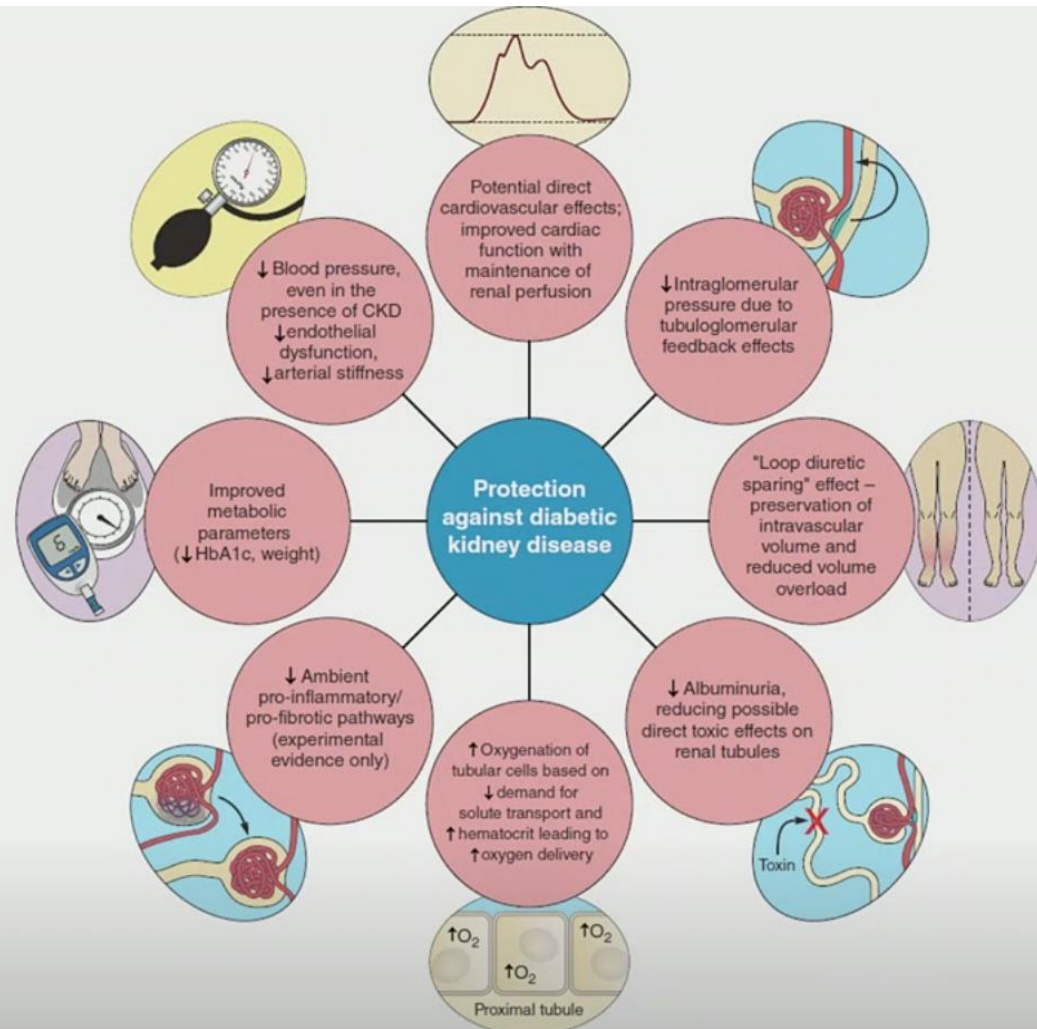 Potential direct
cardiovascular effects;
improved cardiac
function with
maintenance of
renal perfusion
↓Intraglomerular
pressure due to
tubuloglomerular
feedback effects
"Loop diuretic
sparing" effect –
preservation of
intravascular
volume and
reduced volume
overload
↓ Albuminuria,
reducing possible
direct toxic effects on
renal tubules
Toxin
↑Oxygenation of
tubular cells based on
↓ demand for
solute transport and
↑hematocrit leading to
↑oxygen delivery
↑O₂
↑O₂
↑O₂
Proximal tubule
↓ Ambient
pro-inflammatory/
pro-fibrotic pathways
(experimental
evidence only)
Improved
metabolic
parameters
(↓HbA1c, weight)
6
↓Blood pressure,
even in the
presence of CKD
↓endothelial
dysfunction,
↓arterial stiffness
Protection
against diabetic
kidney disease